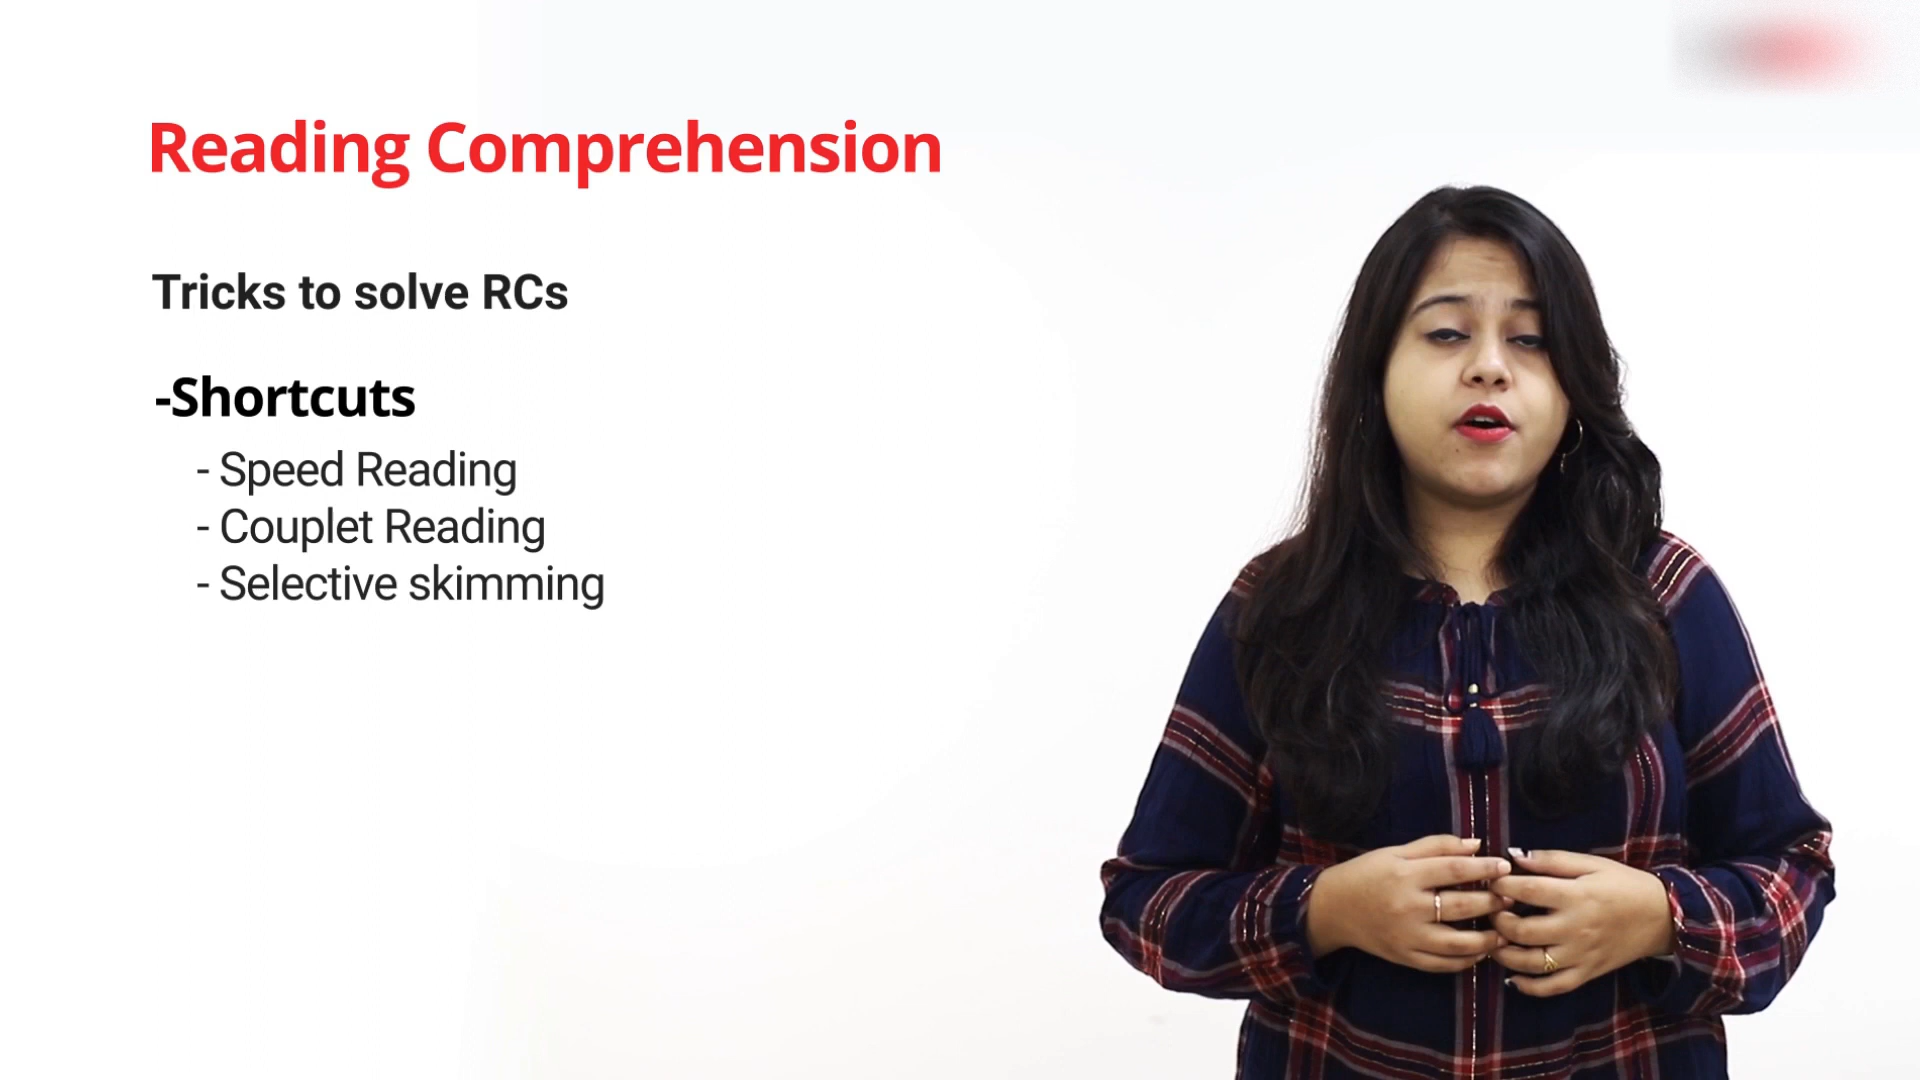 Reading Comprehension
Tricks to solve RCs
-Shortcuts
- Speed Reading
- Couplet Reading
- Selective skimming